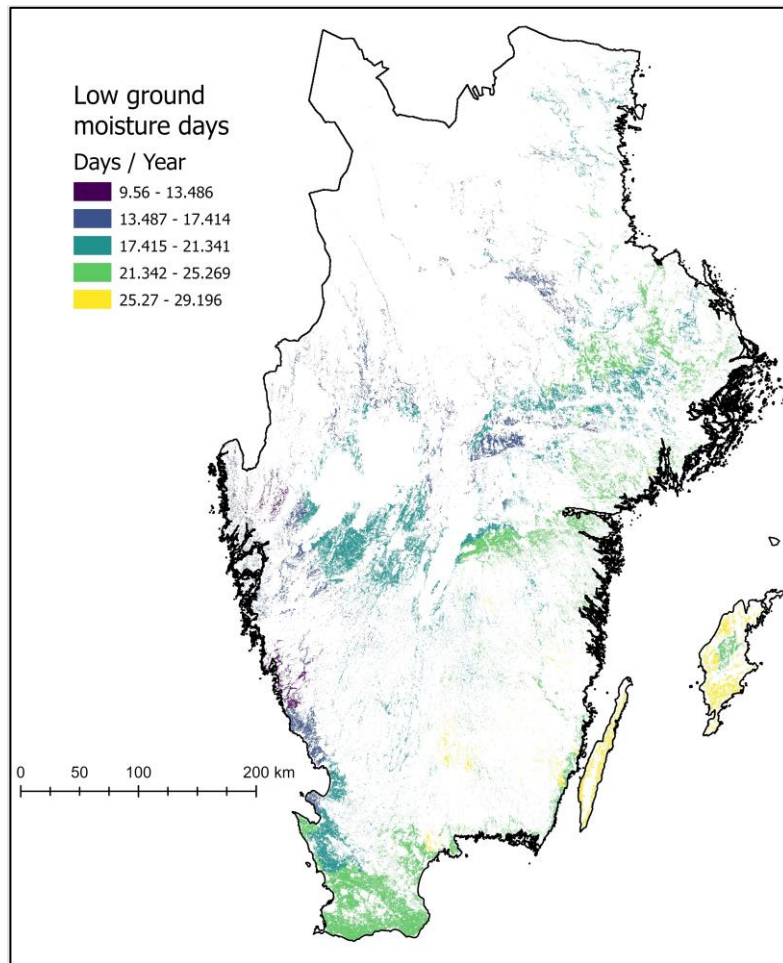 Low ground
moisture days
Days / Year
9.56 - 13.486
13.487 - 17.414
17.415 - 21.341
21.342 - 25.269
25.27 - 29.196
0 50 100 200 km